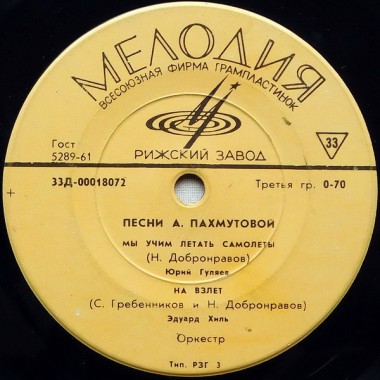 МЕЛОДИЯ
ВСЕСОЮЗНАЯ ФИРМА ГРАМПЛАСТИНОК
РИЖСКИЙ ЗАВОД
Гост
5289-61
33
33Д-00018072
Третья гр. 0-70
ПЕСНИ А. ПАХМУТОВОЙ
МЫ УЧИМ ЛЕТАТЬ САМОЛЕТЫ
(Н. Добронравов)
Юрий Гуляев
НА ВЗЛЕТ
(С. Гребенников и Н. Добронравов)
Эдуард Хиль
Оркестр
Тип. РЗГ 3